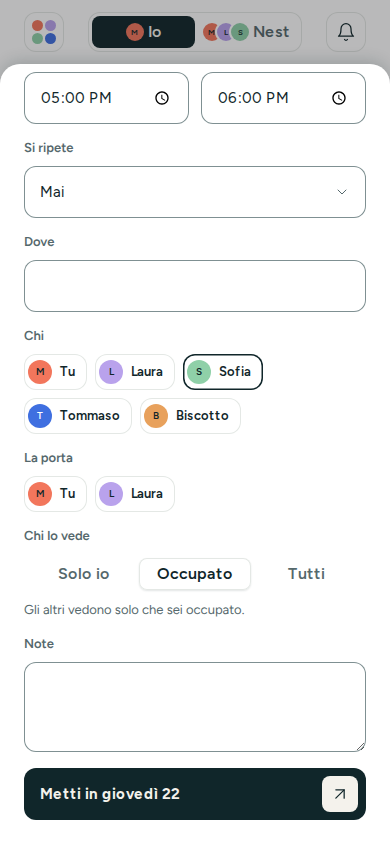 M Io
M L S Nest
05:00 PM
06:00 PM
Si ripete
Mai
Dove
Chi
M Tu
L Laura
S Sofia
T Tommaso
B Biscotto
La porta
M Tu
L Laura
Chi lo vede
Solo io
Occupato
Tutti
Gli altri vedono solo che sei occupato.
Note
Metti in giovedì 22